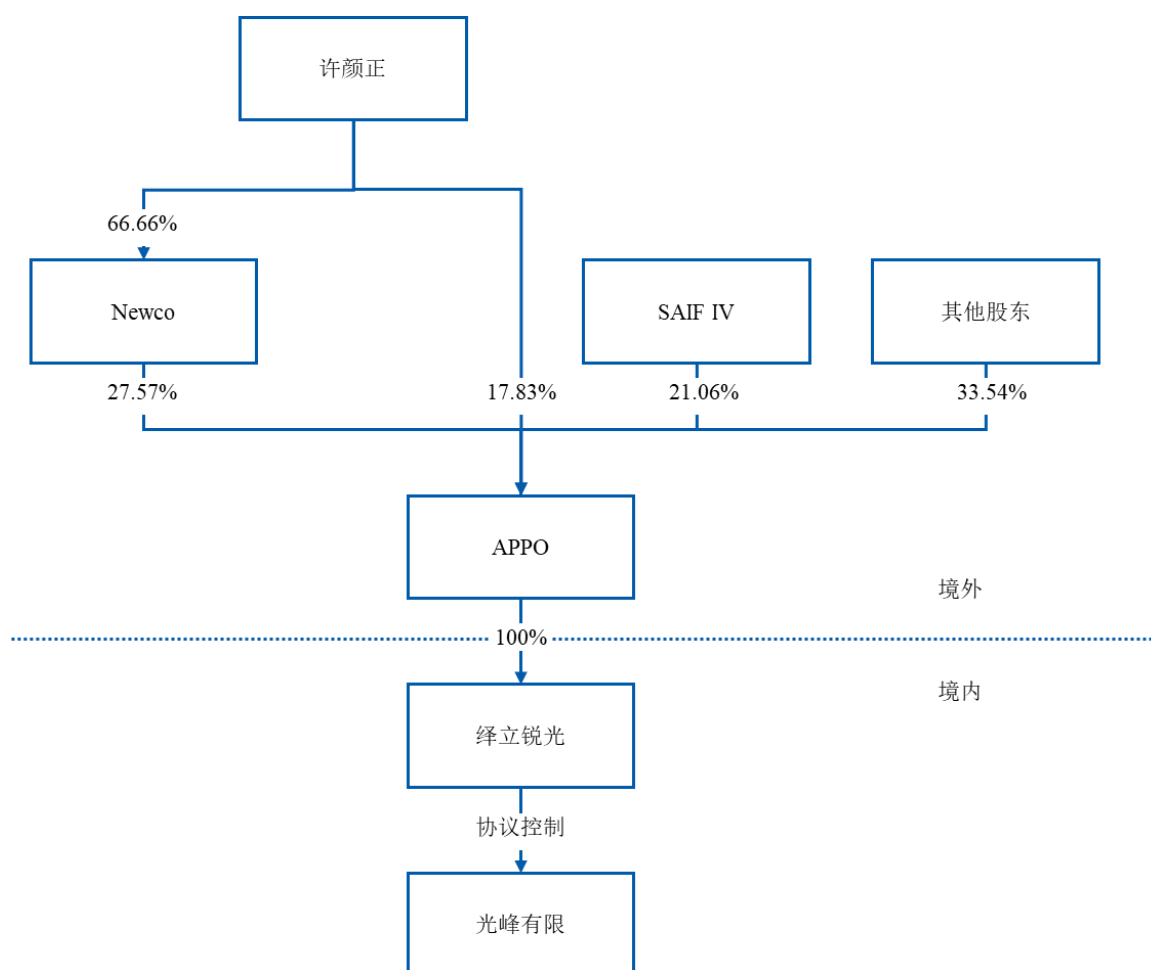 许颜正
66.66%
Newco
SAIF IV
其他股东
27.57%
17.83%
21.06%
33.54%
APPO
境外
100%
境内
绎立锐光
协议控制
光峰有限